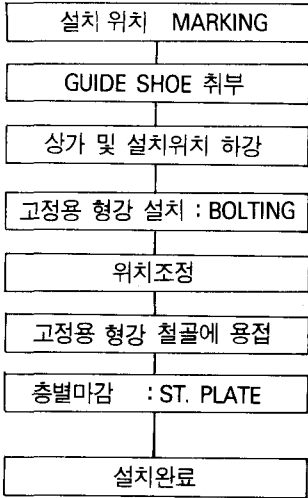 설치 위치 MARKING
GUIDE SHOE 취부
상가 및 설치위치 하강
고정용 형강 설치 : BOLTING
위치조정
고정용 형강 철골에 용접
층별마감 : ST. PLATE
설치완료